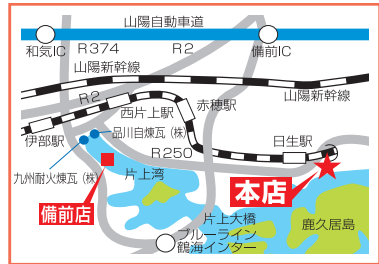 山陽自動車道
和気IC
R374
R2
備前IC
山陽新幹線
山陽新幹線
R2
西片上駅
赤穂駅
伊部駅
品川自煉瓦(株)
日生駅
R250
九州耐火煉瓦(株)
片上湾
本店
備前店
片上大橋
鹿久居島
ブルーライン
鶴海インター